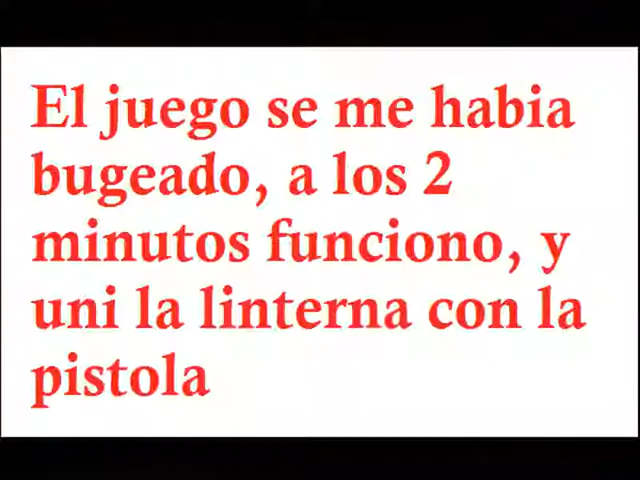 El juego se me habia
bugeado, a los 2
minutos funciono, y
uni la linterna con la
pistola